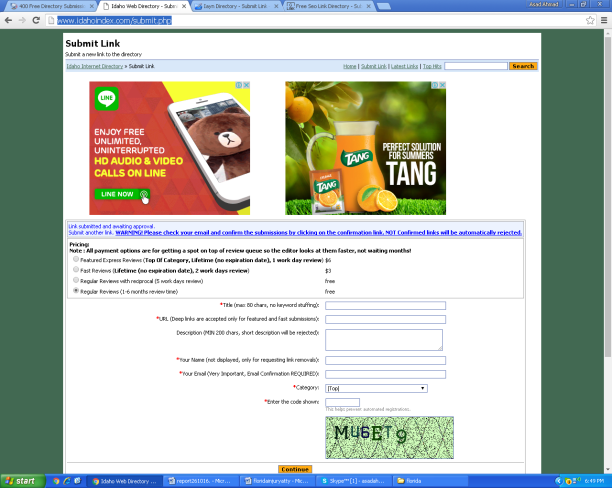 400 Free Directory Submission
Idaho Web Directory - Subm
Eayn Directory - Submit Link
Free Seo Link Directory - Su
Asad Ahmad
www.idahoindex.com/submit.php
Submit Link
Submit a new link to the directory
Idaho Internet Directory » Submit Link
Home | Submit Link | Latest Links | Top Hits
Search
LINE
ENJOY FREE
UNLIMITED,
UNINTERRUPTED
HD AUDIO & VIDEO
CALLS ON LINE
LINE NOW
TANG
PERFECT SOLUTION
FOR SUMMERS
TANG
Link submitted and awaiting approval.
Submit another link. WARNING! Please check your email and confirm the submissions by clicking on the confirmation link. NOT Confirmed links will be automatically rejected.
Pricing:
Note : All payment options are for getting a spot on top of review queue so the editor looks at them faster, not waiting months!
Featured Express Reviews (Top Of Category, Lifetime (no expiration date), 1 work day review) $6
Fast Reviews (Lifetime (no expiration date), 2 work days review) $3
Regular Reviews with reciprocal (5 work days review) free
Regular Reviews (1-6 months review time) free
*Title (max 80 chars, no keyword stuffing):
*URL (Deep links are accepted only for featured and fast submissions):
Description (MIN 200 chars, short description will be rejected):
*Your Name (not displayed, only for requesting link removals):
*Your Email (Very Important, Email Confirmation REQUIRED):
*Category: [Top]
*Enter the code shown:
This helps prevent automated registrations.
Continue
start
Idaho Web Directory ...
report261016. - Micr...
floridainjuryatty - Mic...
Skype™ [1] - asadah...
florida
6:49 PM